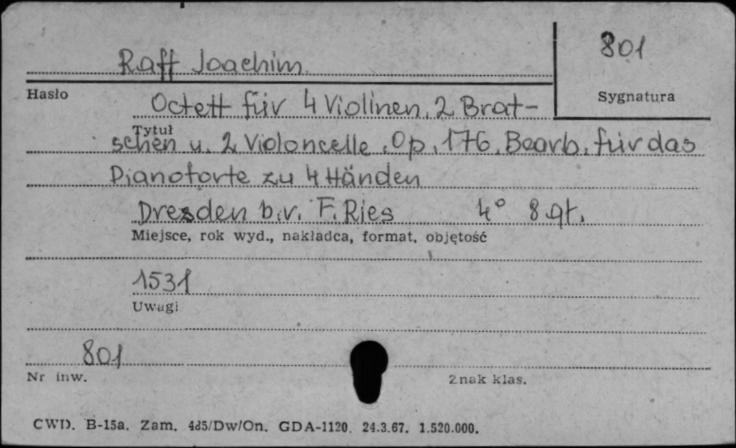 Raff Joachim.
801
Hasło
Sygnatura
Octett für 4 Violinen, 2 Brat-
Tytuł
schen u. 2 Violoncelle. Op. 176. Bearb. für das
Pianoforte zu 4 Händen
Dresden b.v. F. Ries 4° 8 qt.
Miejsce, rok wyd., nakładca, format, objętość
1531
Uwagi
801
Nr inw.
Znak klas.
CWD. B-15a. Zam. 485/Dw/On. GDA-1120. 24.3.67. 1.520.000.